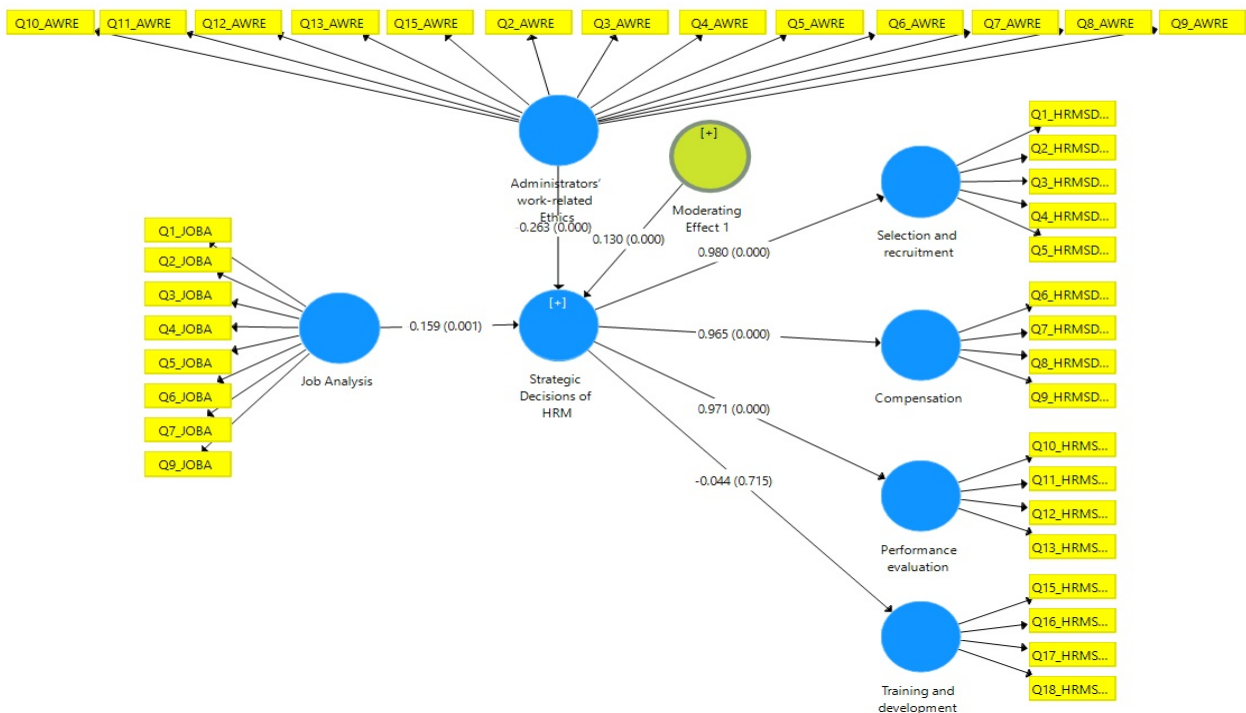 Q10_AWRE Q11_AWRE Q12_AWRE Q13_AWRE Q15_AWRE Q2_AWRE Q3_AWRE Q4_AWRE Q5_AWRE Q6_AWRE Q7_AWRE Q8_AWRE Q9_AWRE
[+]
Administrators'
work-related
Ethics
-0.263 (0.000)
Moderating
Effect 1
0.130 (0.000)
Q1_JOBA
Q2_JOBA
Q3_JOBA
Q4_JOBA
Q5_JOBA
Q6_JOBA
Q7_JOBA
Q9_JOBA
Job Analysis
0.159 (0.001)
[+]
Strategic
Decisions of
HRM
0.980 (0.000)
0.965 (0.000)
0.971 (0.000)
-0.044 (0.715)
Selection and
recruitment
Q1_HRMSD...
Q2_HRMSD...
Q3_HRMSD...
Q4_HRMSD...
Q5_HRMSD...
Compensation
Q6_HRMSD...
Q7_HRMSD...
Q8_HRMSD...
Q9_HRMSD...
Performance
evaluation
Q10_HRMS...
Q11_HRMS...
Q12_HRMS...
Q13_HRMS...
Training and
development
Q15_HRMS...
Q16_HRMS...
Q17_HRMS...
Q18_HRMS...